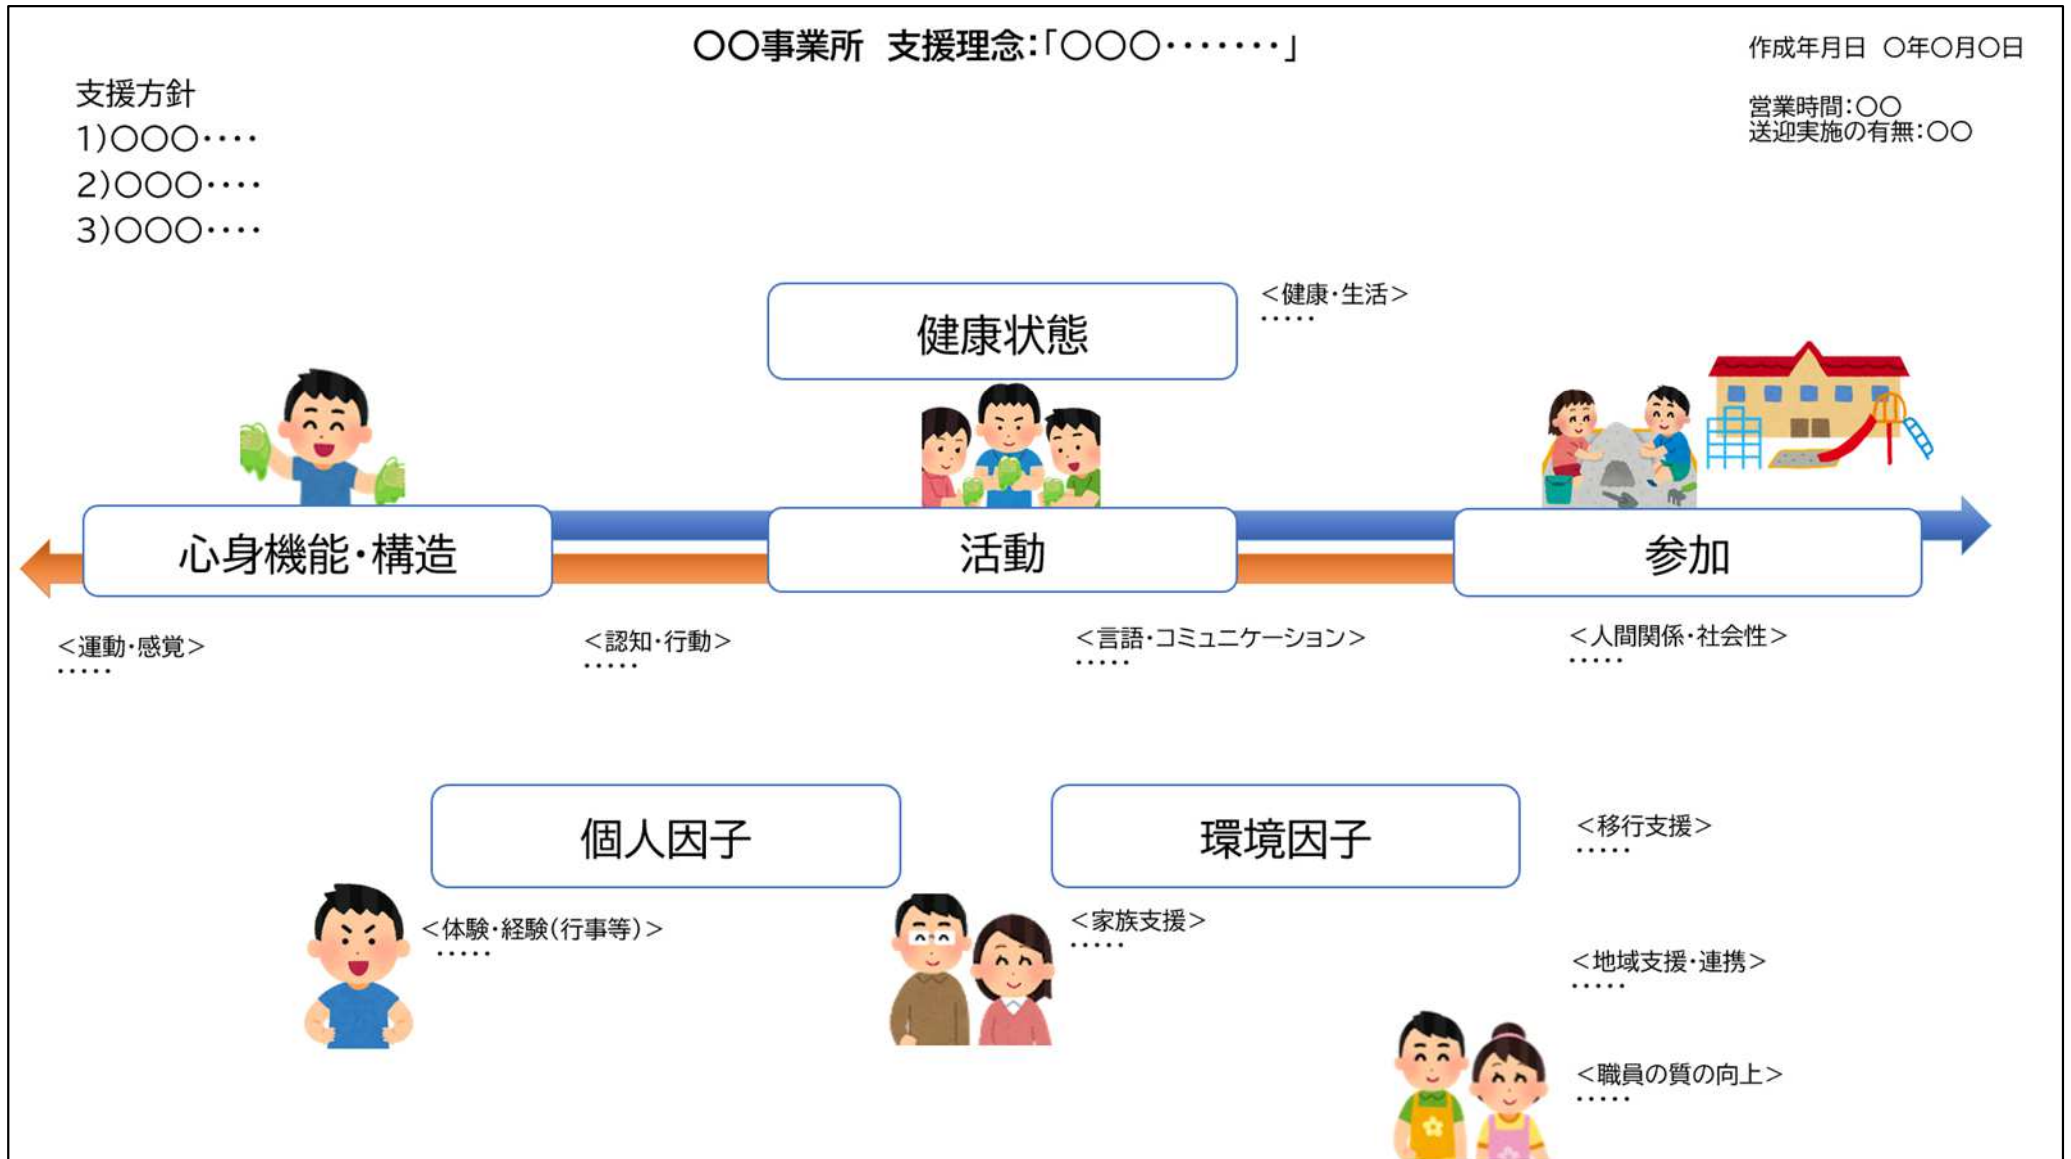 〇〇事業所　支援理念:「〇〇〇・・・・・・・」
作成年月日　〇年〇月〇日
支援方針
1)〇〇〇・・・・
2)〇〇〇・・・・
3)〇〇〇・・・・
営業時間:〇〇
送迎実施の有無:〇〇
健康状態
＜健康・生活＞
・・・・・
心身機能・構造
活動
参加
＜運動・感覚＞
・・・・・
＜認知・行動＞
・・・・・
＜言語・コミュニケーション＞
・・・・・
＜人間関係・社会性＞
・・・・・
個人因子
環境因子
＜移行支援＞
・・・・・
＜体験・経験(行事等)＞
・・・・・
＜家族支援＞
・・・・・
＜地域支援・連携＞
・・・・・
＜職員の質の向上＞
・・・・・